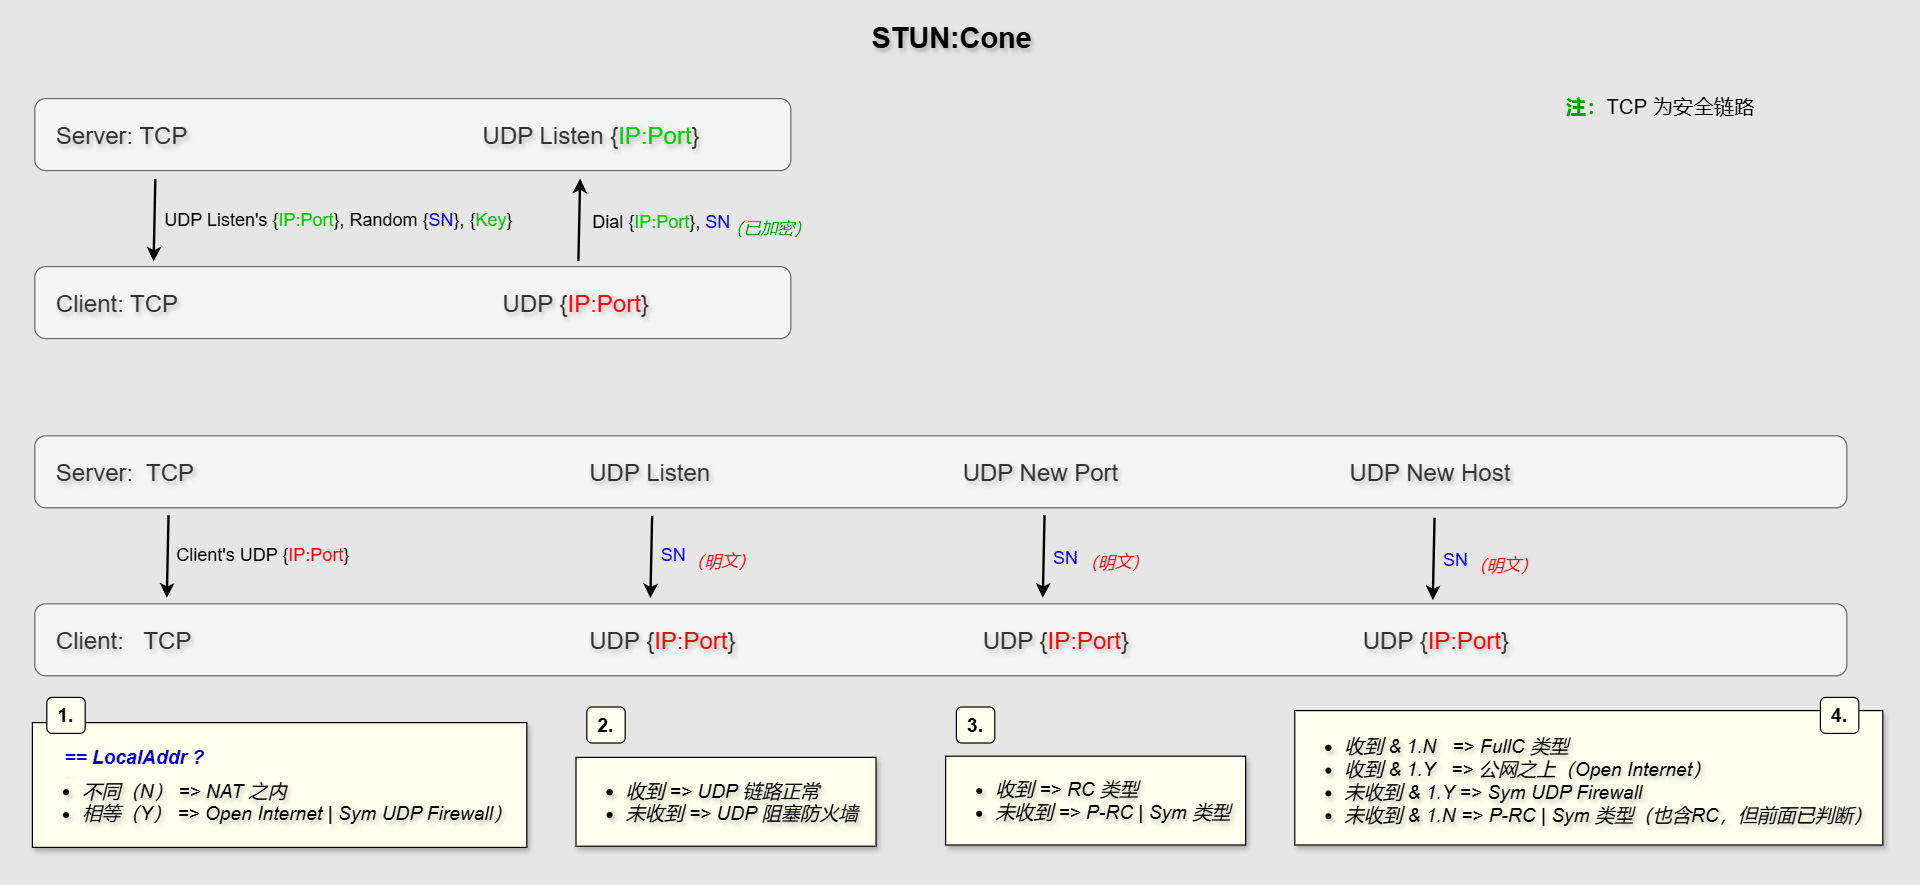 STUN:Cone
注： TCP 为安全链路
Server: TCP
UDP Listen {IP:Port}
UDP Listen's {IP:Port}, Random {SN}, {Key}
Dial {IP:Port}, SN （已加密）
Client: TCP
UDP {IP:Port}
Server: TCP
UDP Listen
UDP New Port
UDP New Host
Client's UDP {IP:Port}
SN （明文）
SN （明文）
SN （明文）
Client: TCP
UDP {IP:Port}
UDP {IP:Port}
UDP {IP:Port}
1.
== LocalAddr ?
• 不同（N） => NAT 之内
• 相等（Y） => Open Internet | Sym UDP Firewall）
2.
• 收到 => UDP 链路正常
• 未收到 => UDP 阻塞防火墙
3.
• 收到 => RC 类型
• 未收到 => P-RC | Sym 类型
4.
• 收到 & 1.N => FullC 类型
• 收到 & 1.Y => 公网之上（Open Internet）
• 未收到 & 1.Y => Sym UDP Firewall
• 未收到 & 1.N => P-RC | Sym 类型（也含RC，但前面已判断）